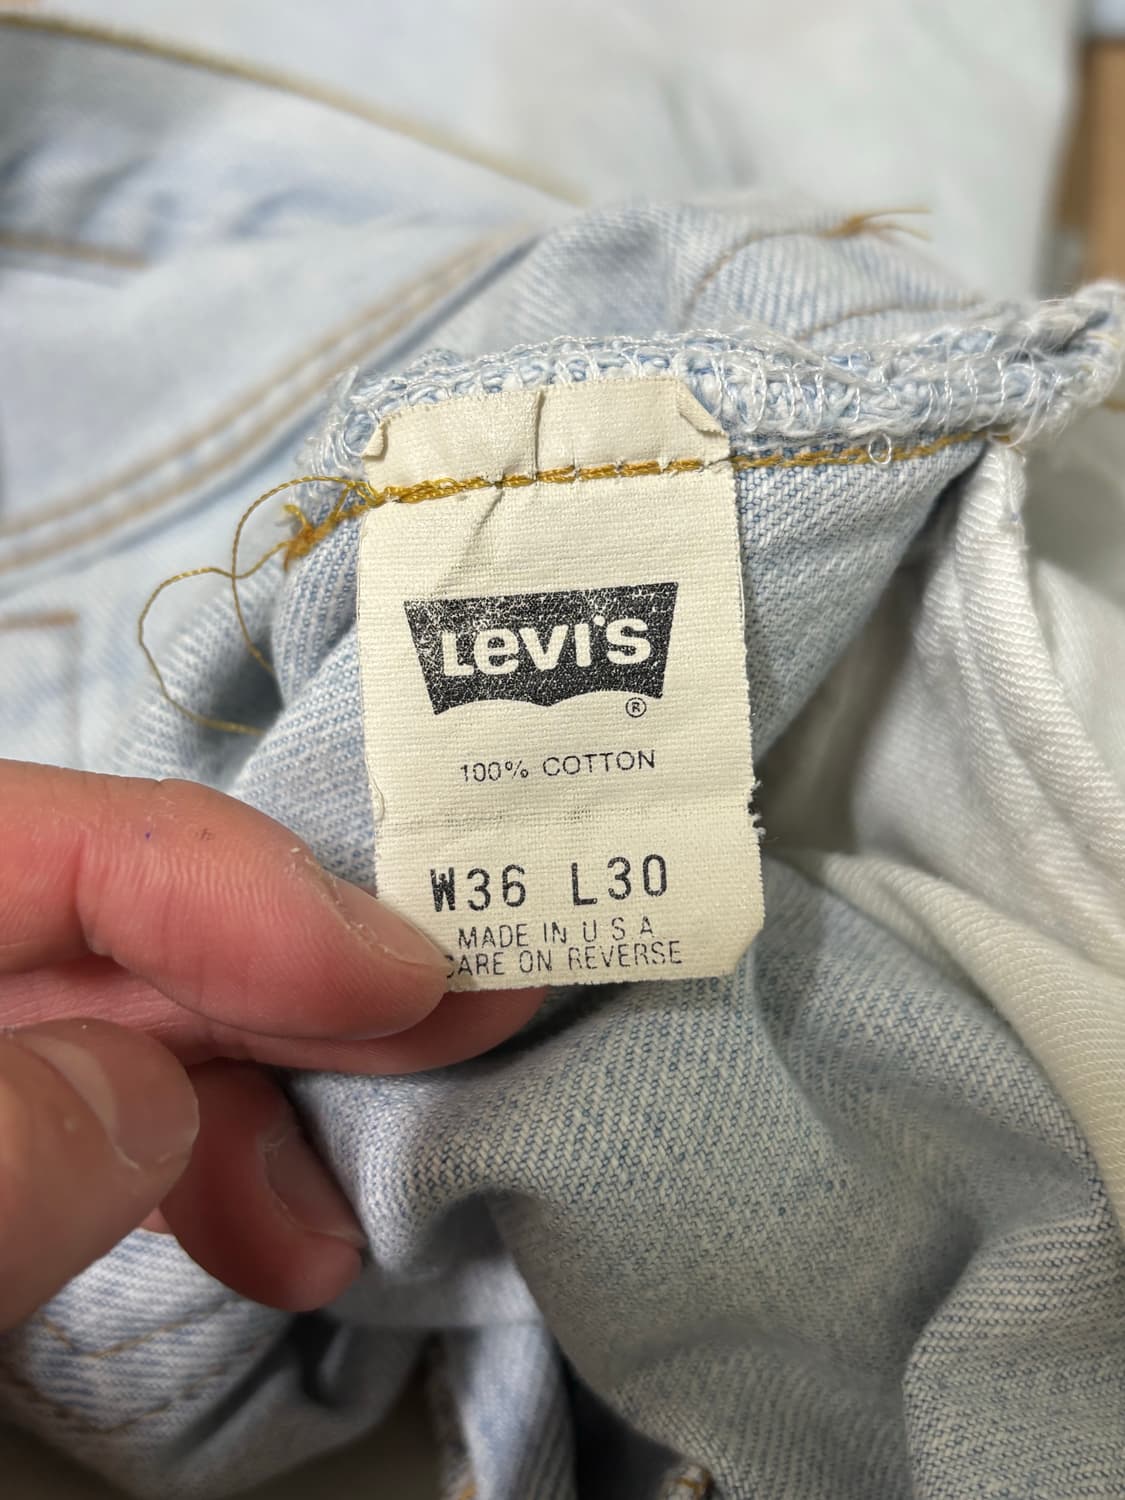 Levi's
®
100% COTTON
W36 L30
MADE IN U S A
CARE ON REVERSE